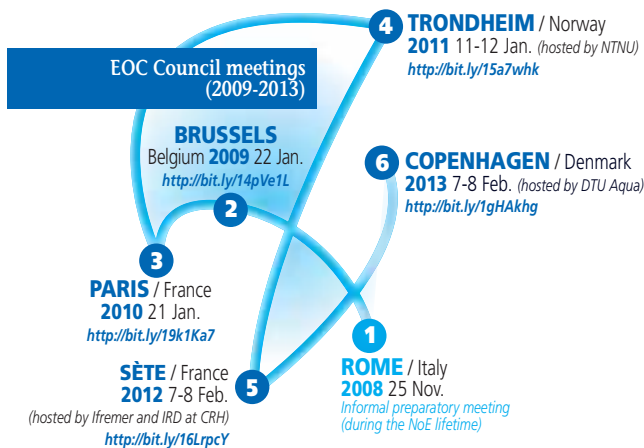 EOC Council meetings
(2009-2013)
4
TRONDHEIM / Norway
2011 11-12 Jan. (hosted by NTNU)
http://bit.ly/15a7whk
BRUSSELS
Belgium 2009 22 Jan.
http://bit.ly/14pVe1L
2
6
COPENHAGEN / Denmark
2013 7-8 Feb. (hosted by DTU Aqua)
http://bit.ly/1gHAkhg
3
PARIS / France
2010 21 Jan.
http://bit.ly/19k1Ka7
1
ROME / Italy
2008 25 Nov.
Informal preparatory meeting
(during the NoE lifetime)
SÈTE / France
2012 7-8 Feb.
(hosted by Ifremer and IRD at CRH)
http://bit.ly/16LrpcY
5